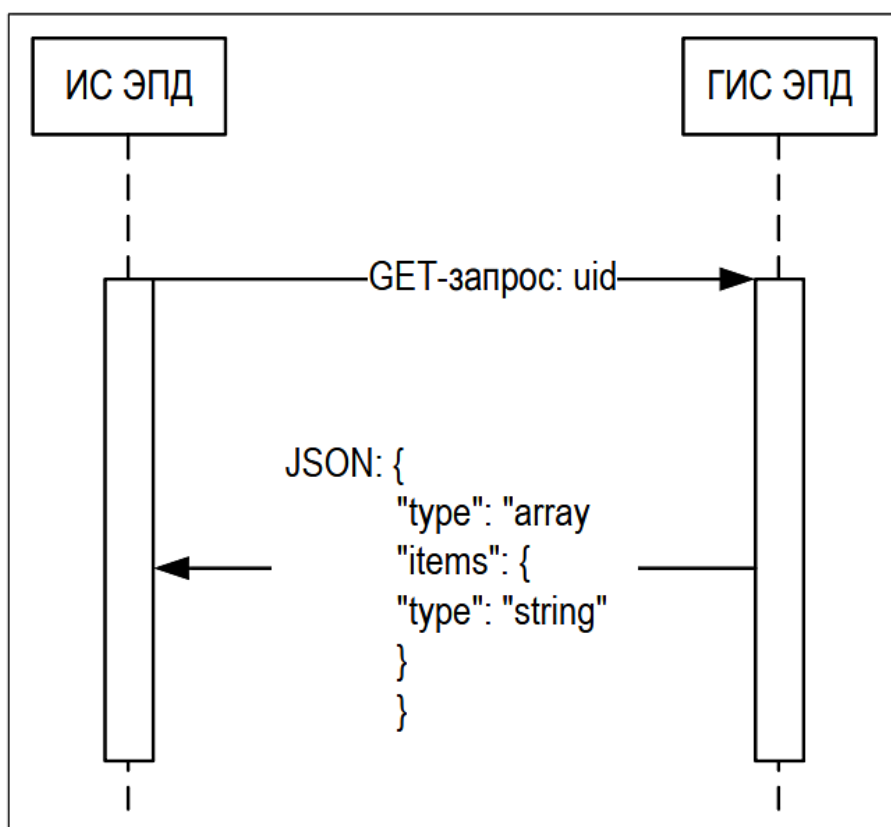 ИС ЭПД
ГИС ЭПД
GET-запрос: uid
JSON: {
"type": "array
"items": {
"type": "string"
}
}